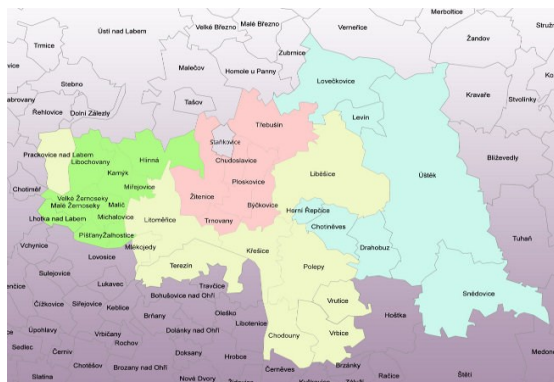 Merboltice
Velké Březno
Malé Březno
Verneřice
Ústí nad Labem
Žandov
Trmice
Zubrnice
Malečov
Homole u Panny
Stebno
Lovečkovice
Kravaře
Stvolínky
Řehlovice
Dolní Zálezly
Tašov
Levín
Třebušín
Staňkovice
Prackovice nad Labem
Libochovany
Hlinná
Chudoslavice
Blíževedly
Kamýk
Ploskovice
Liběšice
Úštěk
Miřejovice
Velké Žernoseky
Malé Žernoseky
Malíč
Žitenice
Býčkovice
Lhotka nad Labem
Michalovice
Litoměřice
Trnovany
Horní Řepčice
Chotiněves
Píšťany
Žalhostice
Tuhaň
Vchynice
Mlékojedy
Křešice
Drahobuz
Lovosice
Terezín
Polepy
Sulejovice
Snědovice
Lukavec
Travčice
Bohušovice nad Ohří
Čížkovice
Siřejovice
Keblice
Oleško
Vrutice
Hoštka
Brňany
Libotenice
Úpohlavy
Vrbičany
Dolánky nad Ohří
Chodouny
Vrbice
Sedlec
Černiv
Rochov
Doksany
Hrobce
Brzánky
Chotěšov
Brozany nad Ohří
Černěves
Račice
Štětí
Slatina
Nové Dvory